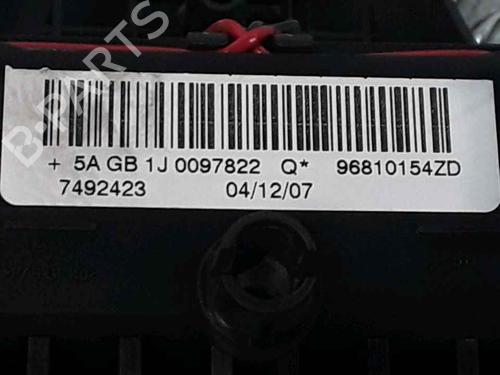 B-PARTS
+ 5A GB 1J 0097822 Q* 96810154ZD
7492423 04/12/07